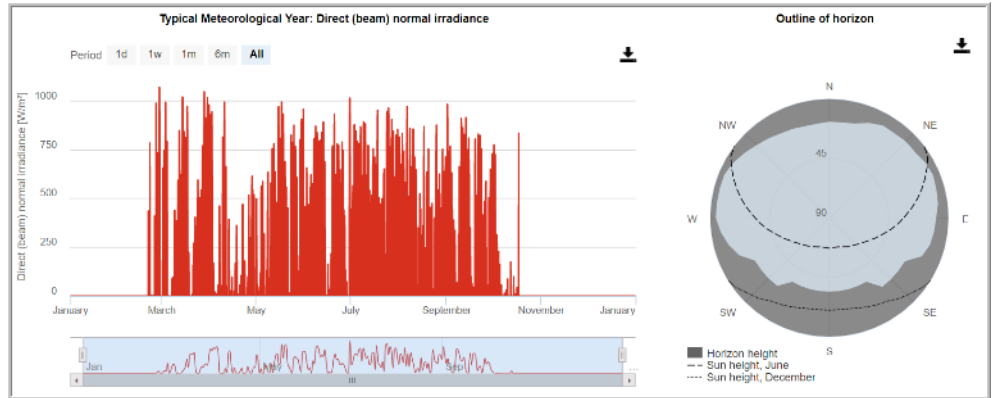 Typical Meteorological Year: Direct (beam) normal irradiance
Period 1d 1w 1m 6m All
Direct (beam) normal irradiance [W/m²]
1000
750
500
250
0
January March May July September November January
Jan
Sep
...
Outline of horizon
N
NW NE
45
W 90 E
SW SE
S
Horizon height
Sun height, June
Sun height, December